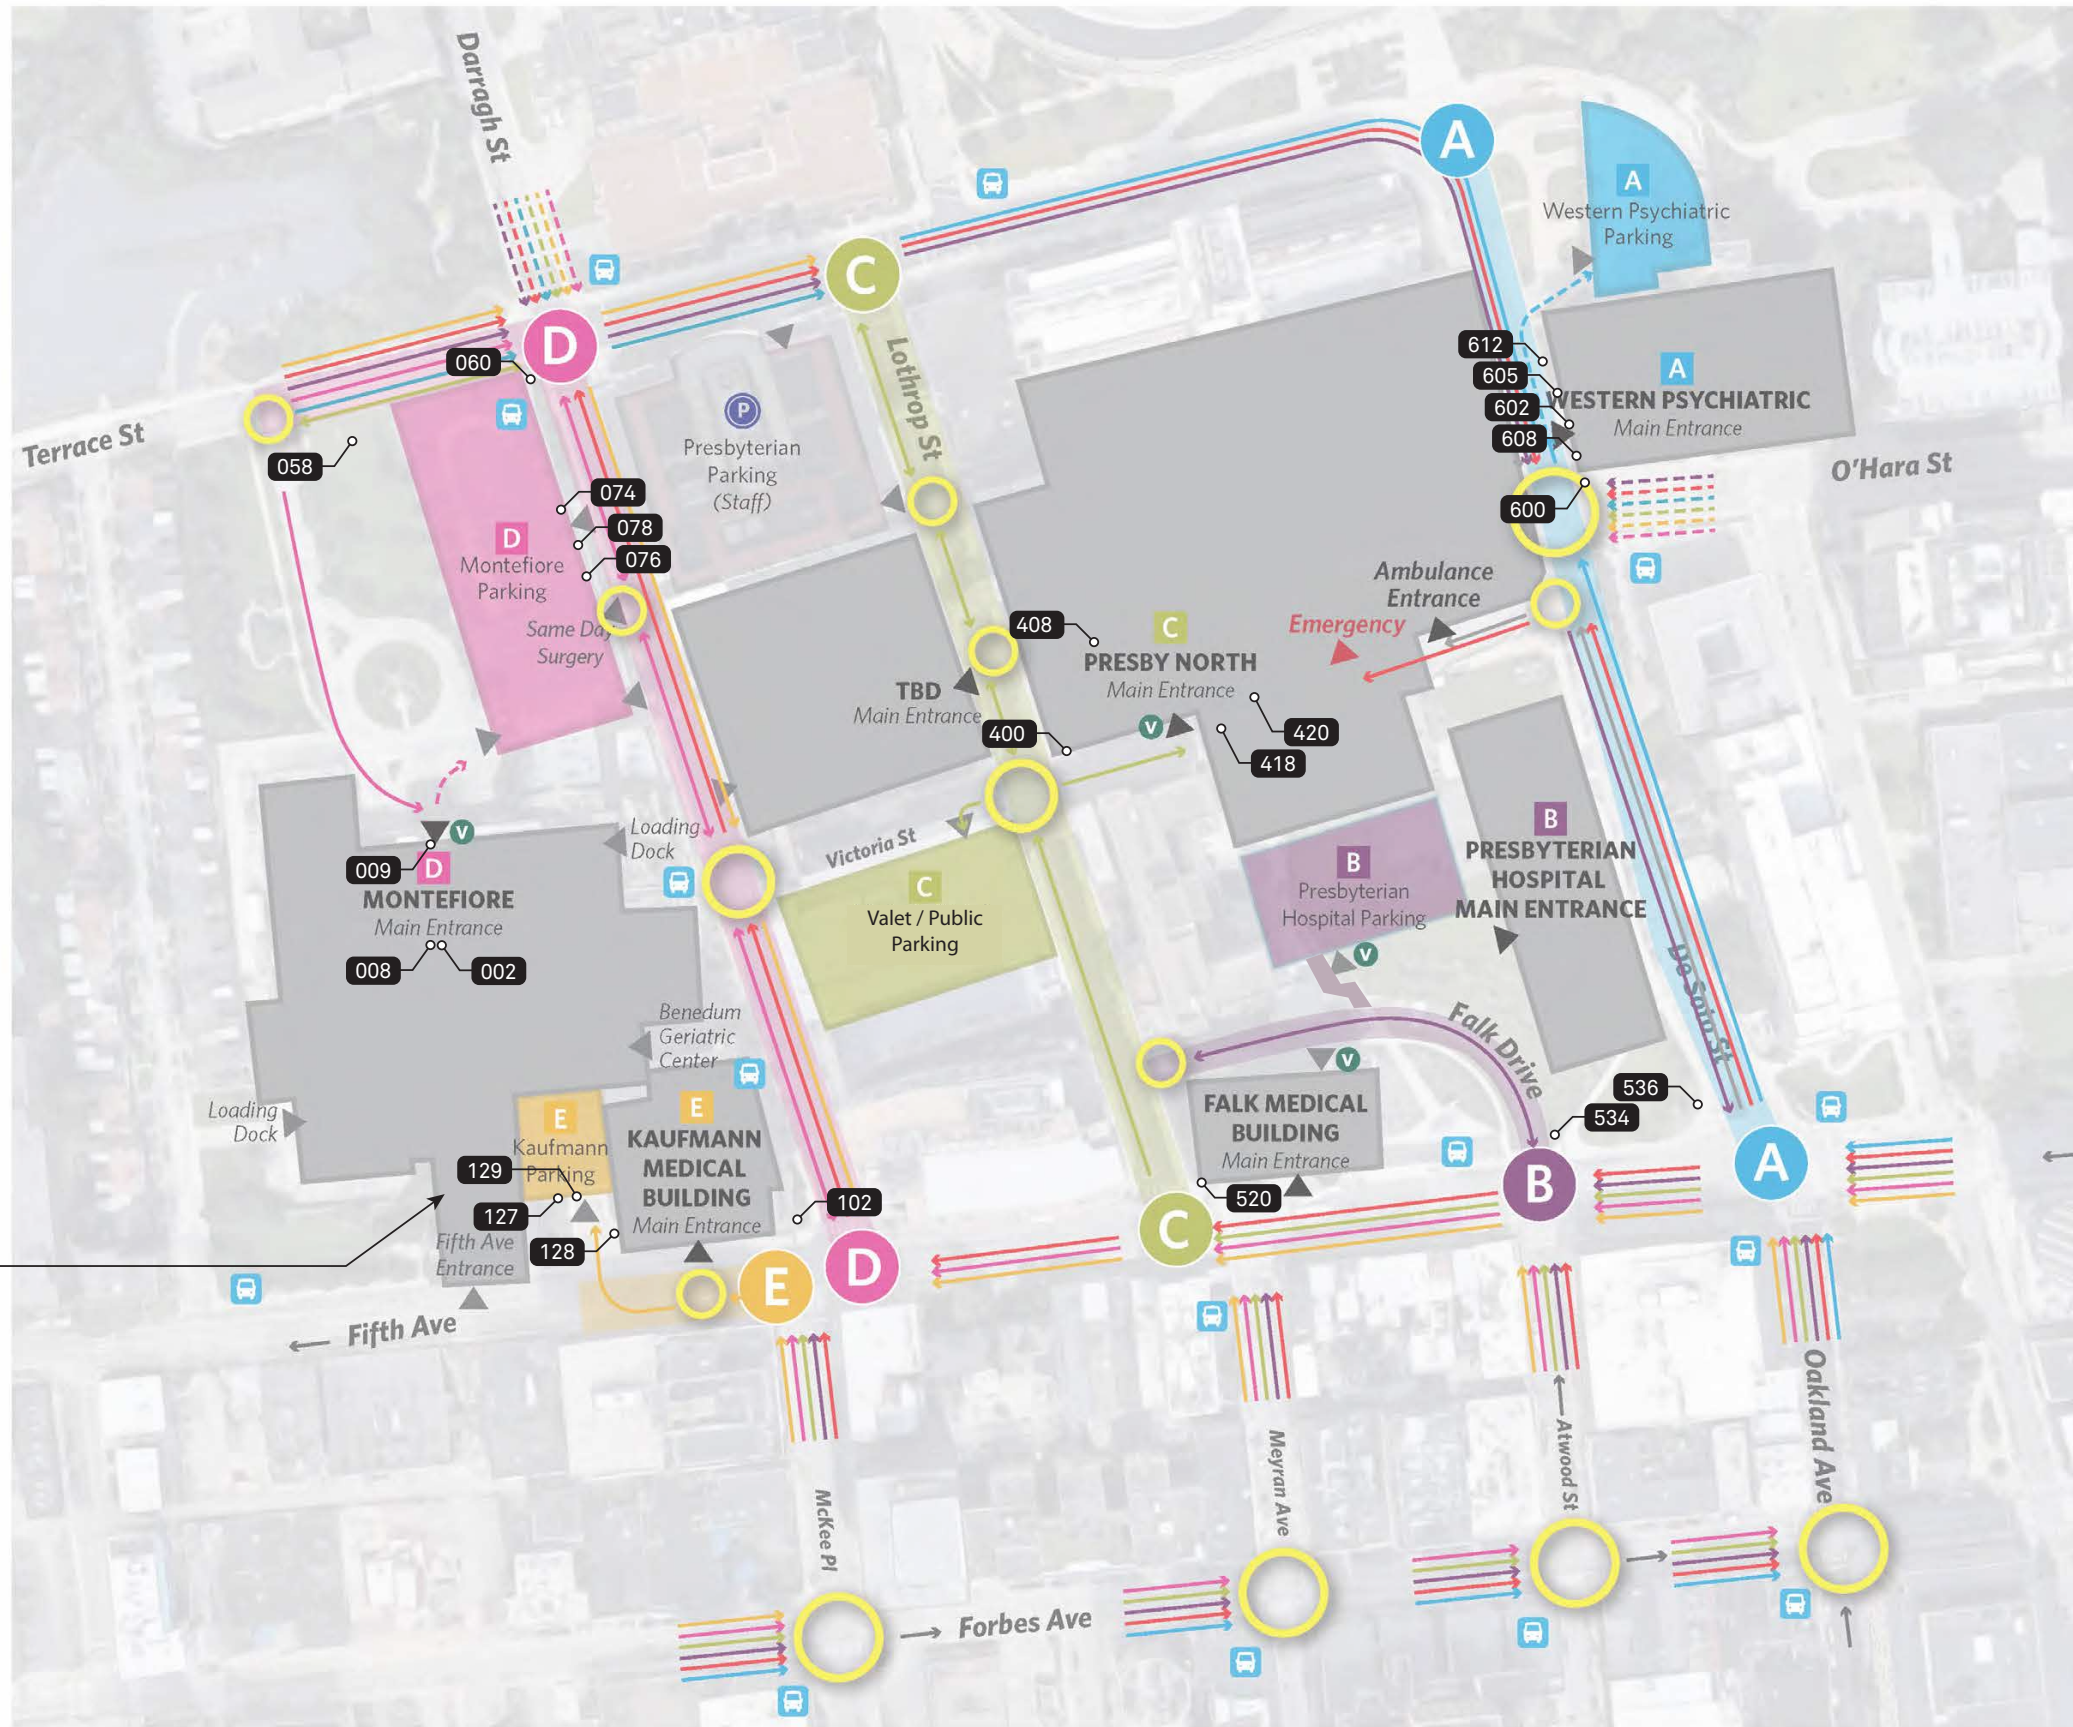 Darragh St
A
A
Western Psychiatric
Parking
C
D
060
Terrace St
058
Lothrop St
P
Presbyterian
Parking
(Staff)
612
605
602
608
600
A
WESTERN PSYCHIATRIC
Main Entrance
O'Hara St
074
078
076
D
Montefiore
Parking
Same Day
Surgery
Ambulance
Entrance
Emergency
408
C
PRESBY NORTH
Main Entrance
TBD
Main Entrance
400
V
420
418
Loading
Dock
V
009
D
MONTEFIORE
Main Entrance
008
002
Victoria St
C
Valet / Public
Parking
B
Presbyterian
Hospital Parking
V
B
PRESBYTERIAN
HOSPITAL
MAIN ENTRANCE
De Soto St
Benedum
Geriatric
Center
Falk Drive
V
FALK MEDICAL
BUILDING
Main Entrance
536
534
Loading
Dock
E
Kaufmann
Parking
129
127
128
E
KAUFMANN
MEDICAL
BUILDING
Main Entrance
102
520
A
B
C
D
E
Fifth Ave
Entrance
Fifth Ave
McKee Pl
Meyran Ave
Atwood St
Oakland Ave
Forbes Ave